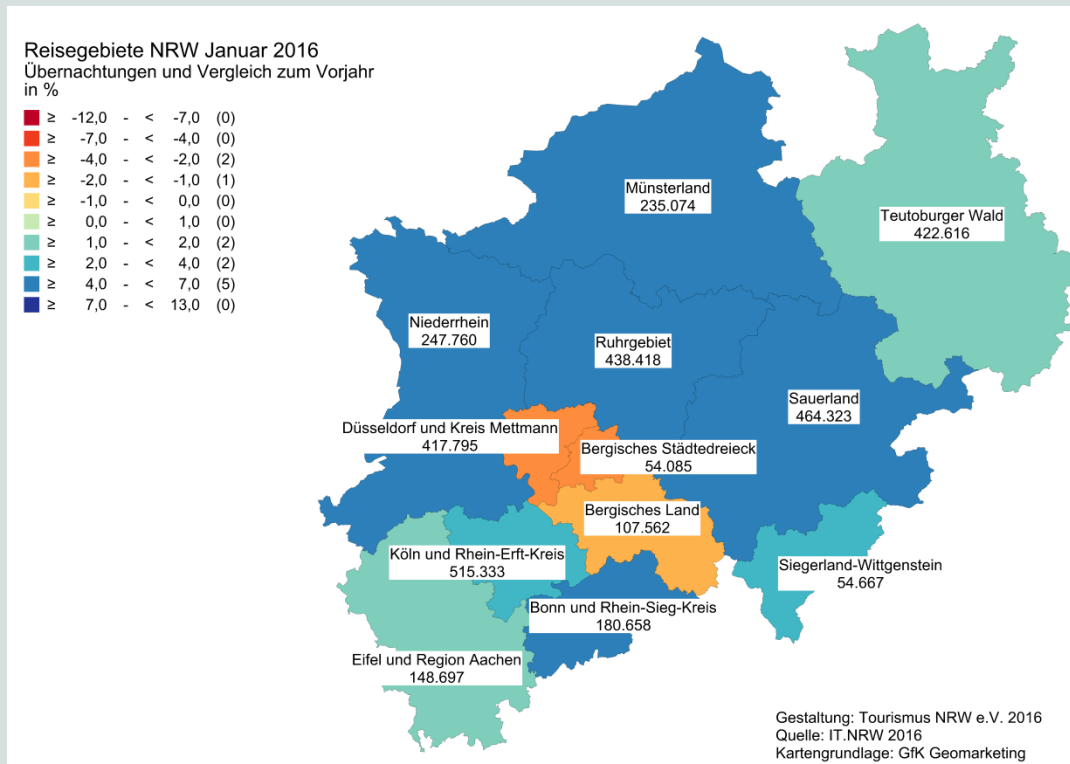 Reisegebiete NRW Januar 2016
Übernachtungen und Vergleich zum Vorjahr
in %
≥ -12,0 - < -7,0 (0)
≥ -7,0 - < -4,0 (0)
≥ -4,0 - < -2,0 (2)
≥ -2,0 - < -1,0 (1)
≥ -1,0 - < 0,0 (0)
≥ 0,0 - < 1,0 (0)
≥ 1,0 - < 2,0 (2)
≥ 2,0 - < 4,0 (2)
≥ 4,0 - < 7,0 (5)
≥ 7,0 - < 13,0 (0)
Münsterland
235.074
Teutoburger Wald
422.616
Niederrhein
247.760
Ruhrgebiet
438.418
Sauerland
464.323
Düsseldorf und Kreis Mettmann
417.795
Bergisches Städtedreieck
54.085
Bergisches Land
107.562
Köln und Rhein-Erft-Kreis
515.333
Siegerland-Wittgenstein
54.667
Bonn und Rhein-Sieg-Kreis
180.658
Eifel und Region Aachen
148.697
Gestaltung: Tourismus NRW e.V. 2016
Quelle: IT.NRW 2016
Kartengrundlage: GfK Geomarketing